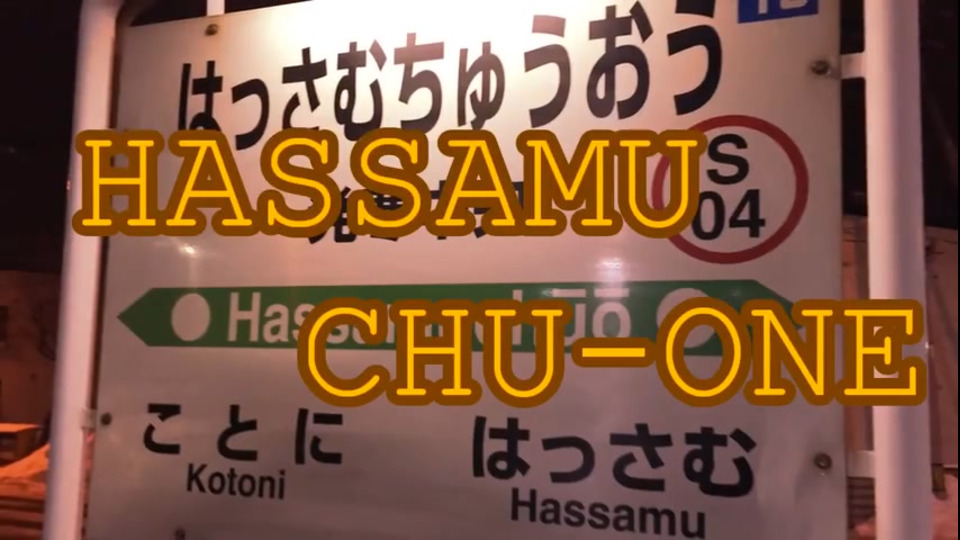 はっさむちゅうおう
HASSAMU
S
04
CHU-ONE
ことに
はっさむ
Kotoni
Hassamu